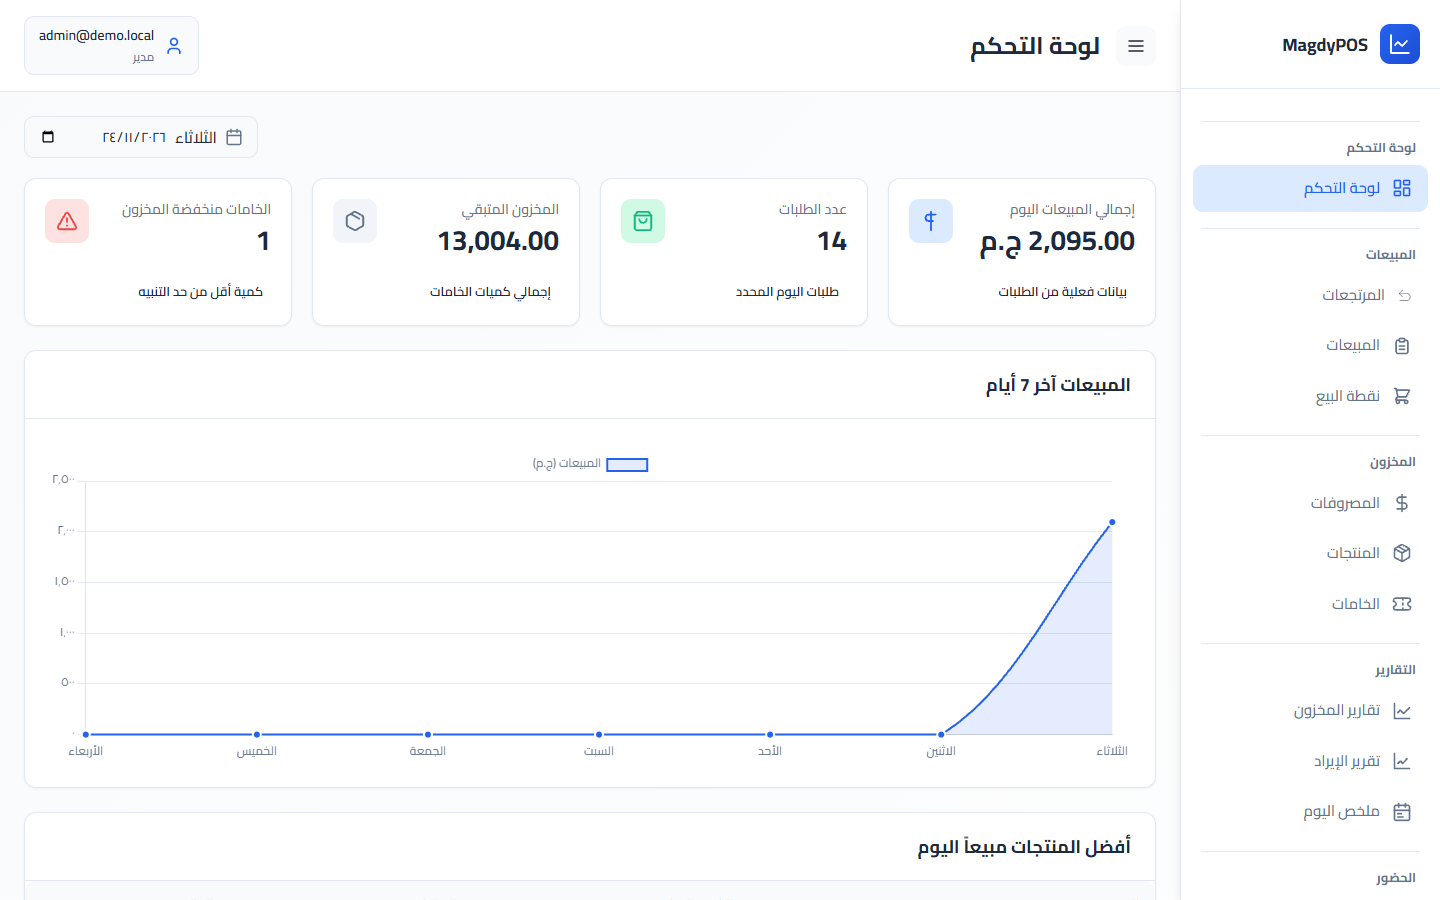 MagdyPOS
لوحة التحكم
لوحة التحكم
المبيعات
المرتجعات
المبيعات
نقطة البيع
المخزون
المصروفات
المنتجات
الخامات
التقارير
تقارير المخزون
تقرير الإيراد
ملخص اليوم
الحضور
لوحة التحكم
admin@demo.local
مدير
الثلاثاء ٢٤/١١/٢٠٢٦
إجمالي المبيعات اليوم
2,095.00 ج.م
بيانات فعلية من الطلبات
عدد الطلبات
14
طلبات اليوم المحدد
المخزون المتبقي
13,004.00
إجمالي كميات الخامات
الخامات منخفضة المخزون
1
كمية أقل من حد التنبيه
المبيعات آخر 7 أيام
المبيعات (ج.م)
٢,٥٠٠
٢,٠٠٠
١,٥٠٠
١,٠٠٠
٥٠٠
٠
الثلاثاء
الاثنين
الأحد
السبت
الجمعة
الخميس
الأربعاء
أفضل المنتجات مبيعاً اليوم